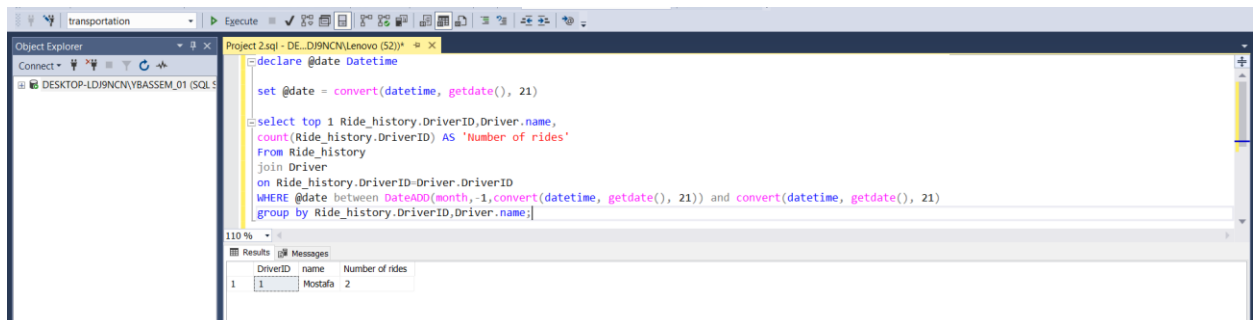 transportation Execute
Object Explorer
Project 2.sql - DE...DJ9NCN\Lenovo (52))*
Connect
DESKTOP-LDJ9NCN\YBASSEM_01 (SQL S
declare @date Datetime
set @date = convert(datetime, getdate(), 21)
select top 1 Ride_history.DriverID,Driver.name,
count(Ride_history.DriverID) AS 'Number of rides'
From Ride_history
join Driver
on Ride_history.DriverID=Driver.DriverID
WHERE @date between DateADD(month,-1,convert(datetime, getdate(), 21)) and convert(datetime, getdate(), 21)
group by Ride_history.DriverID,Driver.name;
110 %
Results Messages
DriverID name Number of rides
1 1 Mostafa 2